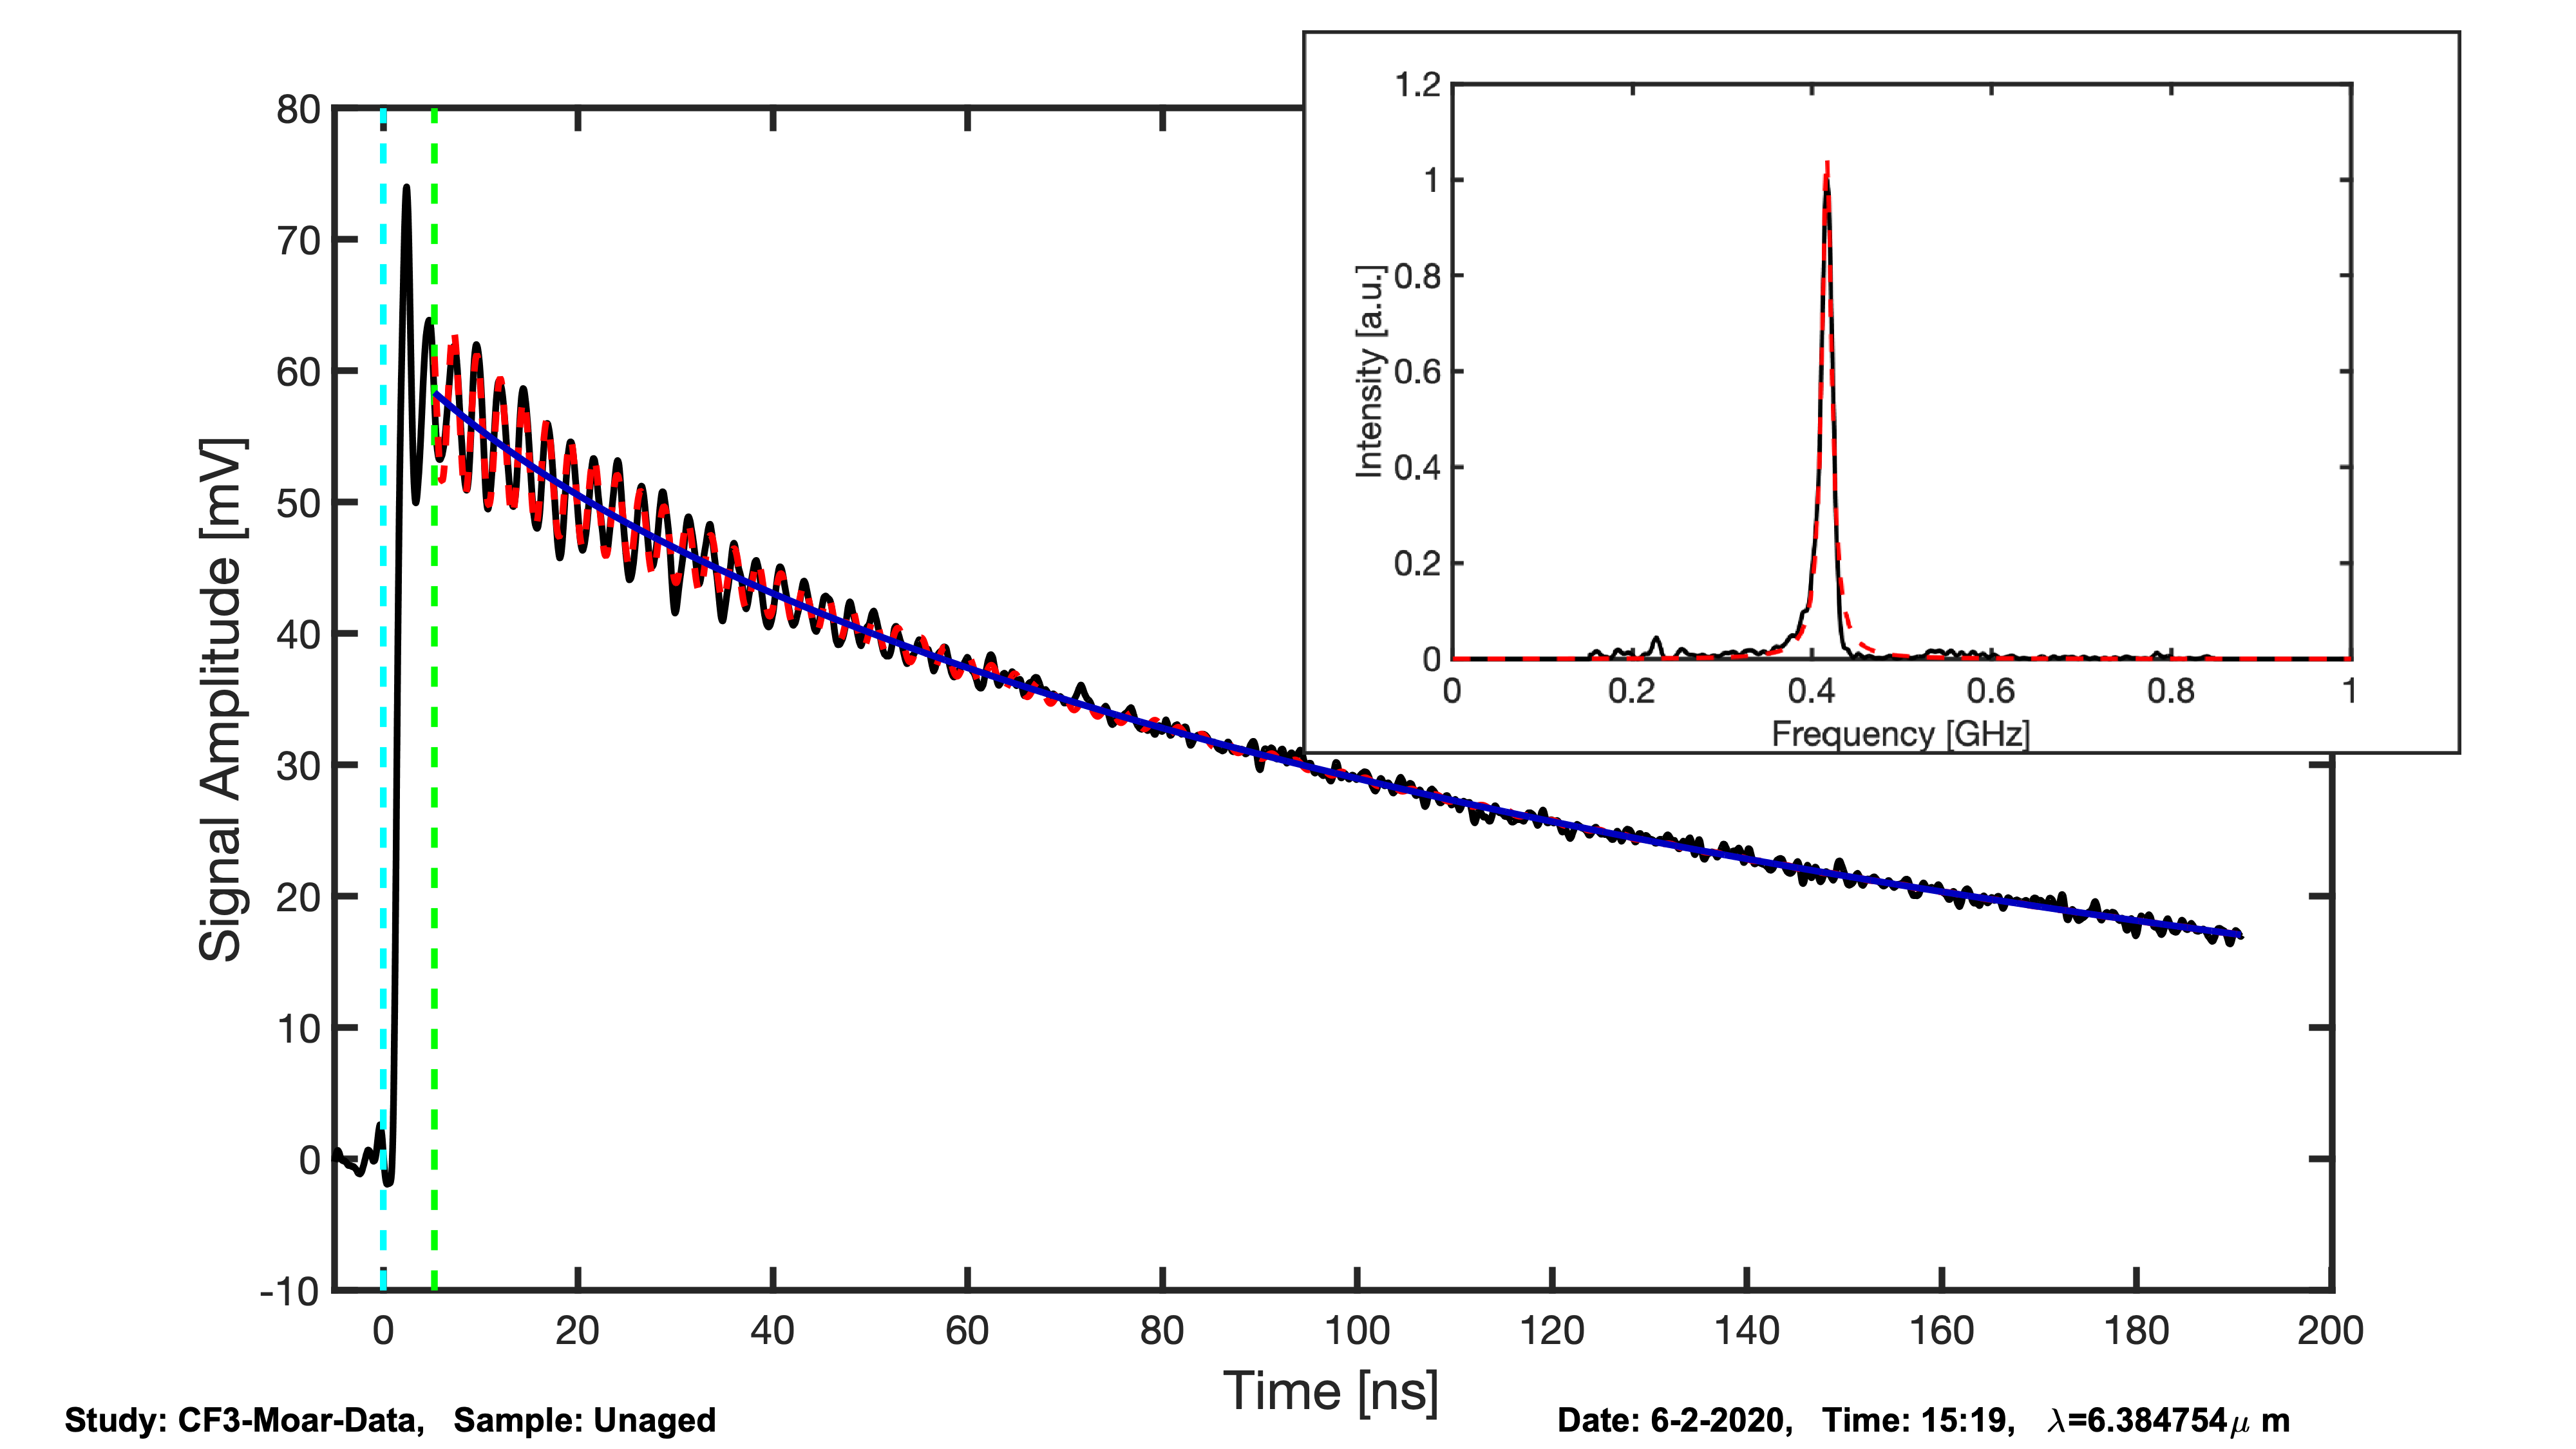 1.2
1
0.8
0.6
0.4
0.2
0
Intensity [a.u.]
0 0.2 0.4 0.6 0.8 1
Frequency [GHz]
80
70
60
50
40
30
20
10
0
-10
Signal Amplitude [mV]
0 20 40 60 80 100 120 140 160 180 200
Time [ns]
Study: CF3-Moar-Data, Sample: Unaged
Date: 6-2-2020, Time: 15:19, λ=6.384754μ m